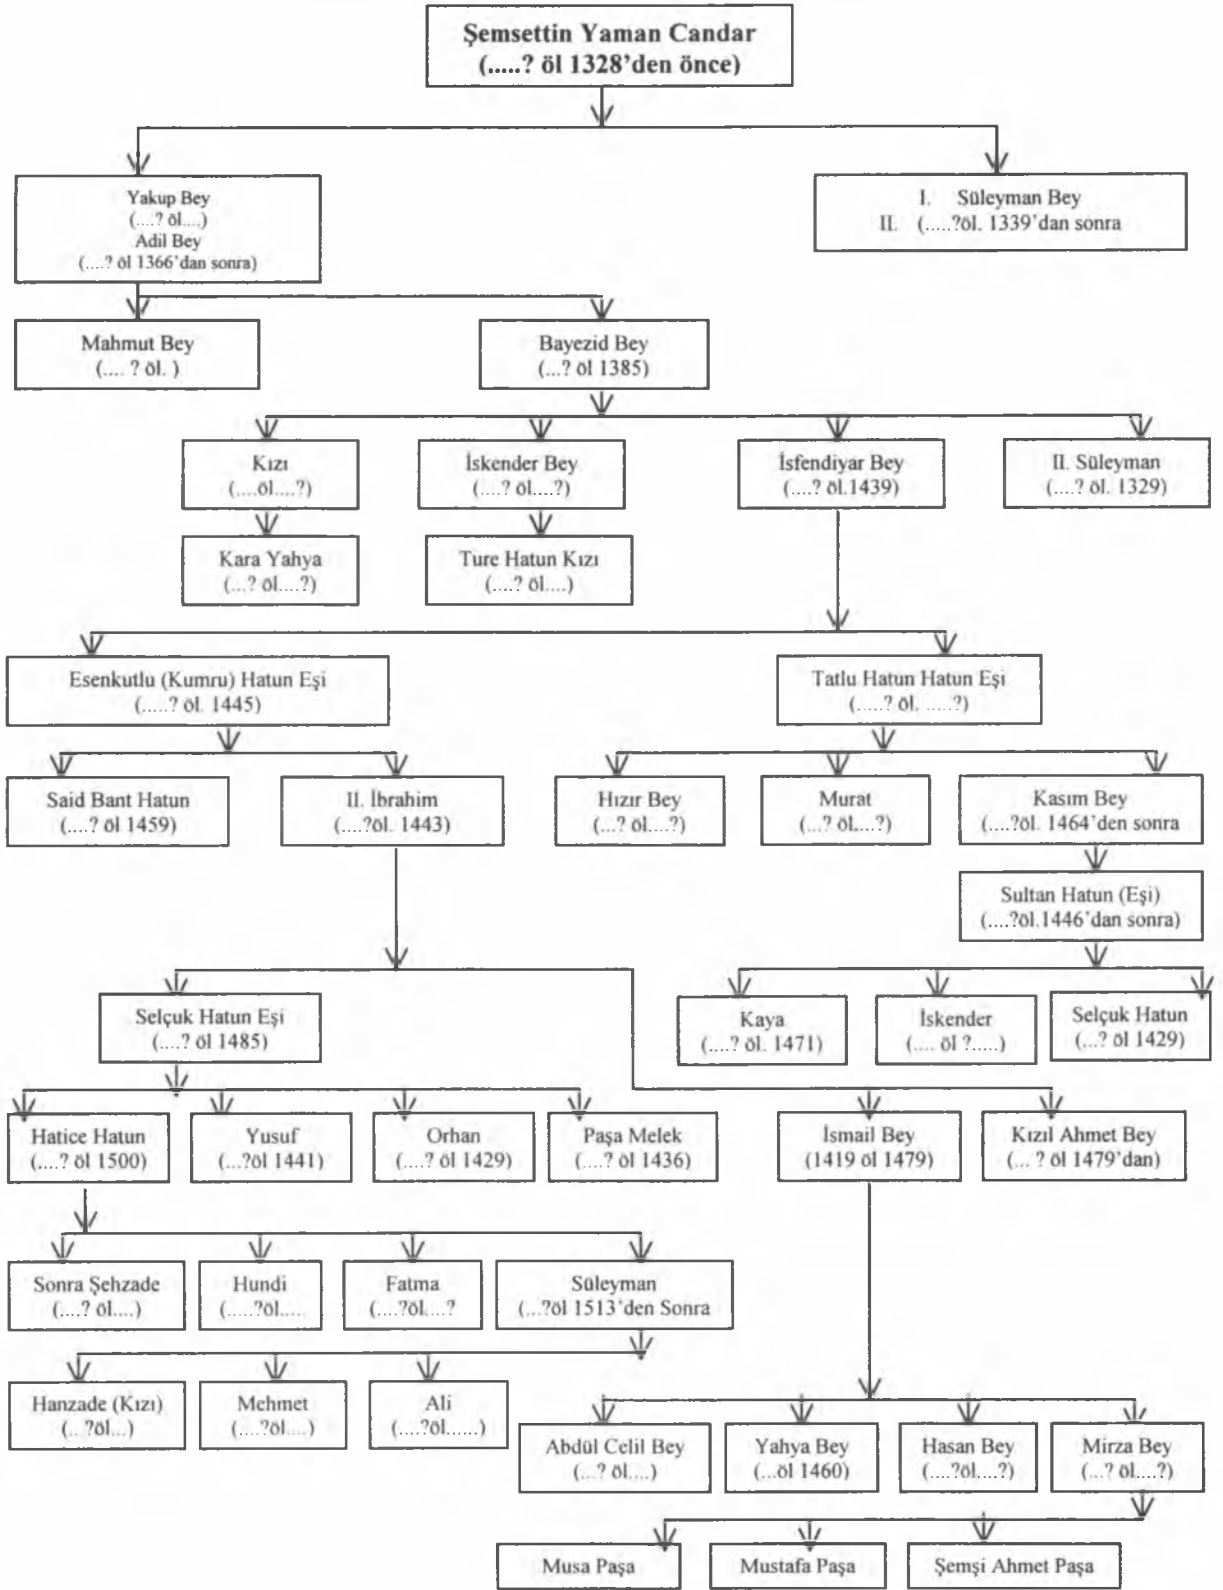 Şemsettin Yaman Candar
(.....? öl 1328'den önce)
Yakup Bey
(....? öl....)
Adil Bey
(....? öl 1366'dan sonra)
I. Süleyman Bey
II. (.....?öl. 1339'dan sonra
Mahmut Bey
(.... ? öl. )
Bayezid Bey
(...? öl 1385)
Kızı
(....öl....?)
İskender Bey
(....? öl....?)
İsfendiyar Bey
(....? öl.1439)
II. Süleyman
(....? öl. 1329)
Kara Yahya
(...? öl....?)
Ture Hatun Kızı
(....? öl....)
Esenkutlu (Kumru) Hatun Eşi
(.....? öl. 1445)
Tatlu Hatun Hatun Eşi
(.....? öl. .....?)
Said Bant Hatun
(....? öl 1459)
II. İbrahim
(....?öl. 1443)
Hızır Bey
(...? öl....?)
Murat
(...? öl....?)
Kasım Bey
(....?öl. 1464'den sonra
Sultan Hatun (Eşi)
(....?öl.1446'dan sonra)
Selçuk Hatun Eşi
(....? öl 1485)
Kaya
(....? öl. 1471)
İskender
(.... öl ?.....)
Selçuk Hatun
(...? öl 1429)
Hatice Hatun
(....? öl 1500)
Yusuf
(...?öl 1441)
Orhan
(....? öl 1429)
Paşa Melek
(....? öl 1436)
İsmail Bey
(1419 öl 1479)
Kızıl Ahmet Bey
(... ? öl 1479'dan)
Sonra Şehzade
(....? öl....)
Hundi
(.....?öl.....
Fatma
(....?öl....?
Süleyman
(...?öl 1513'den Sonra
Hanzade (Kızı)
(...?öl...)
Mehmet
(....?öl....)
Ali
(....?öl......)
Abdül Celil Bey
(...? öl....)
Yahya Bey
(...öl 1460)
Hasan Bey
(....?öl....?)
Mirza Bey
(...? öl....?)
Musa Paşa
Mustafa Paşa
Şemşi Ahmet Paşa